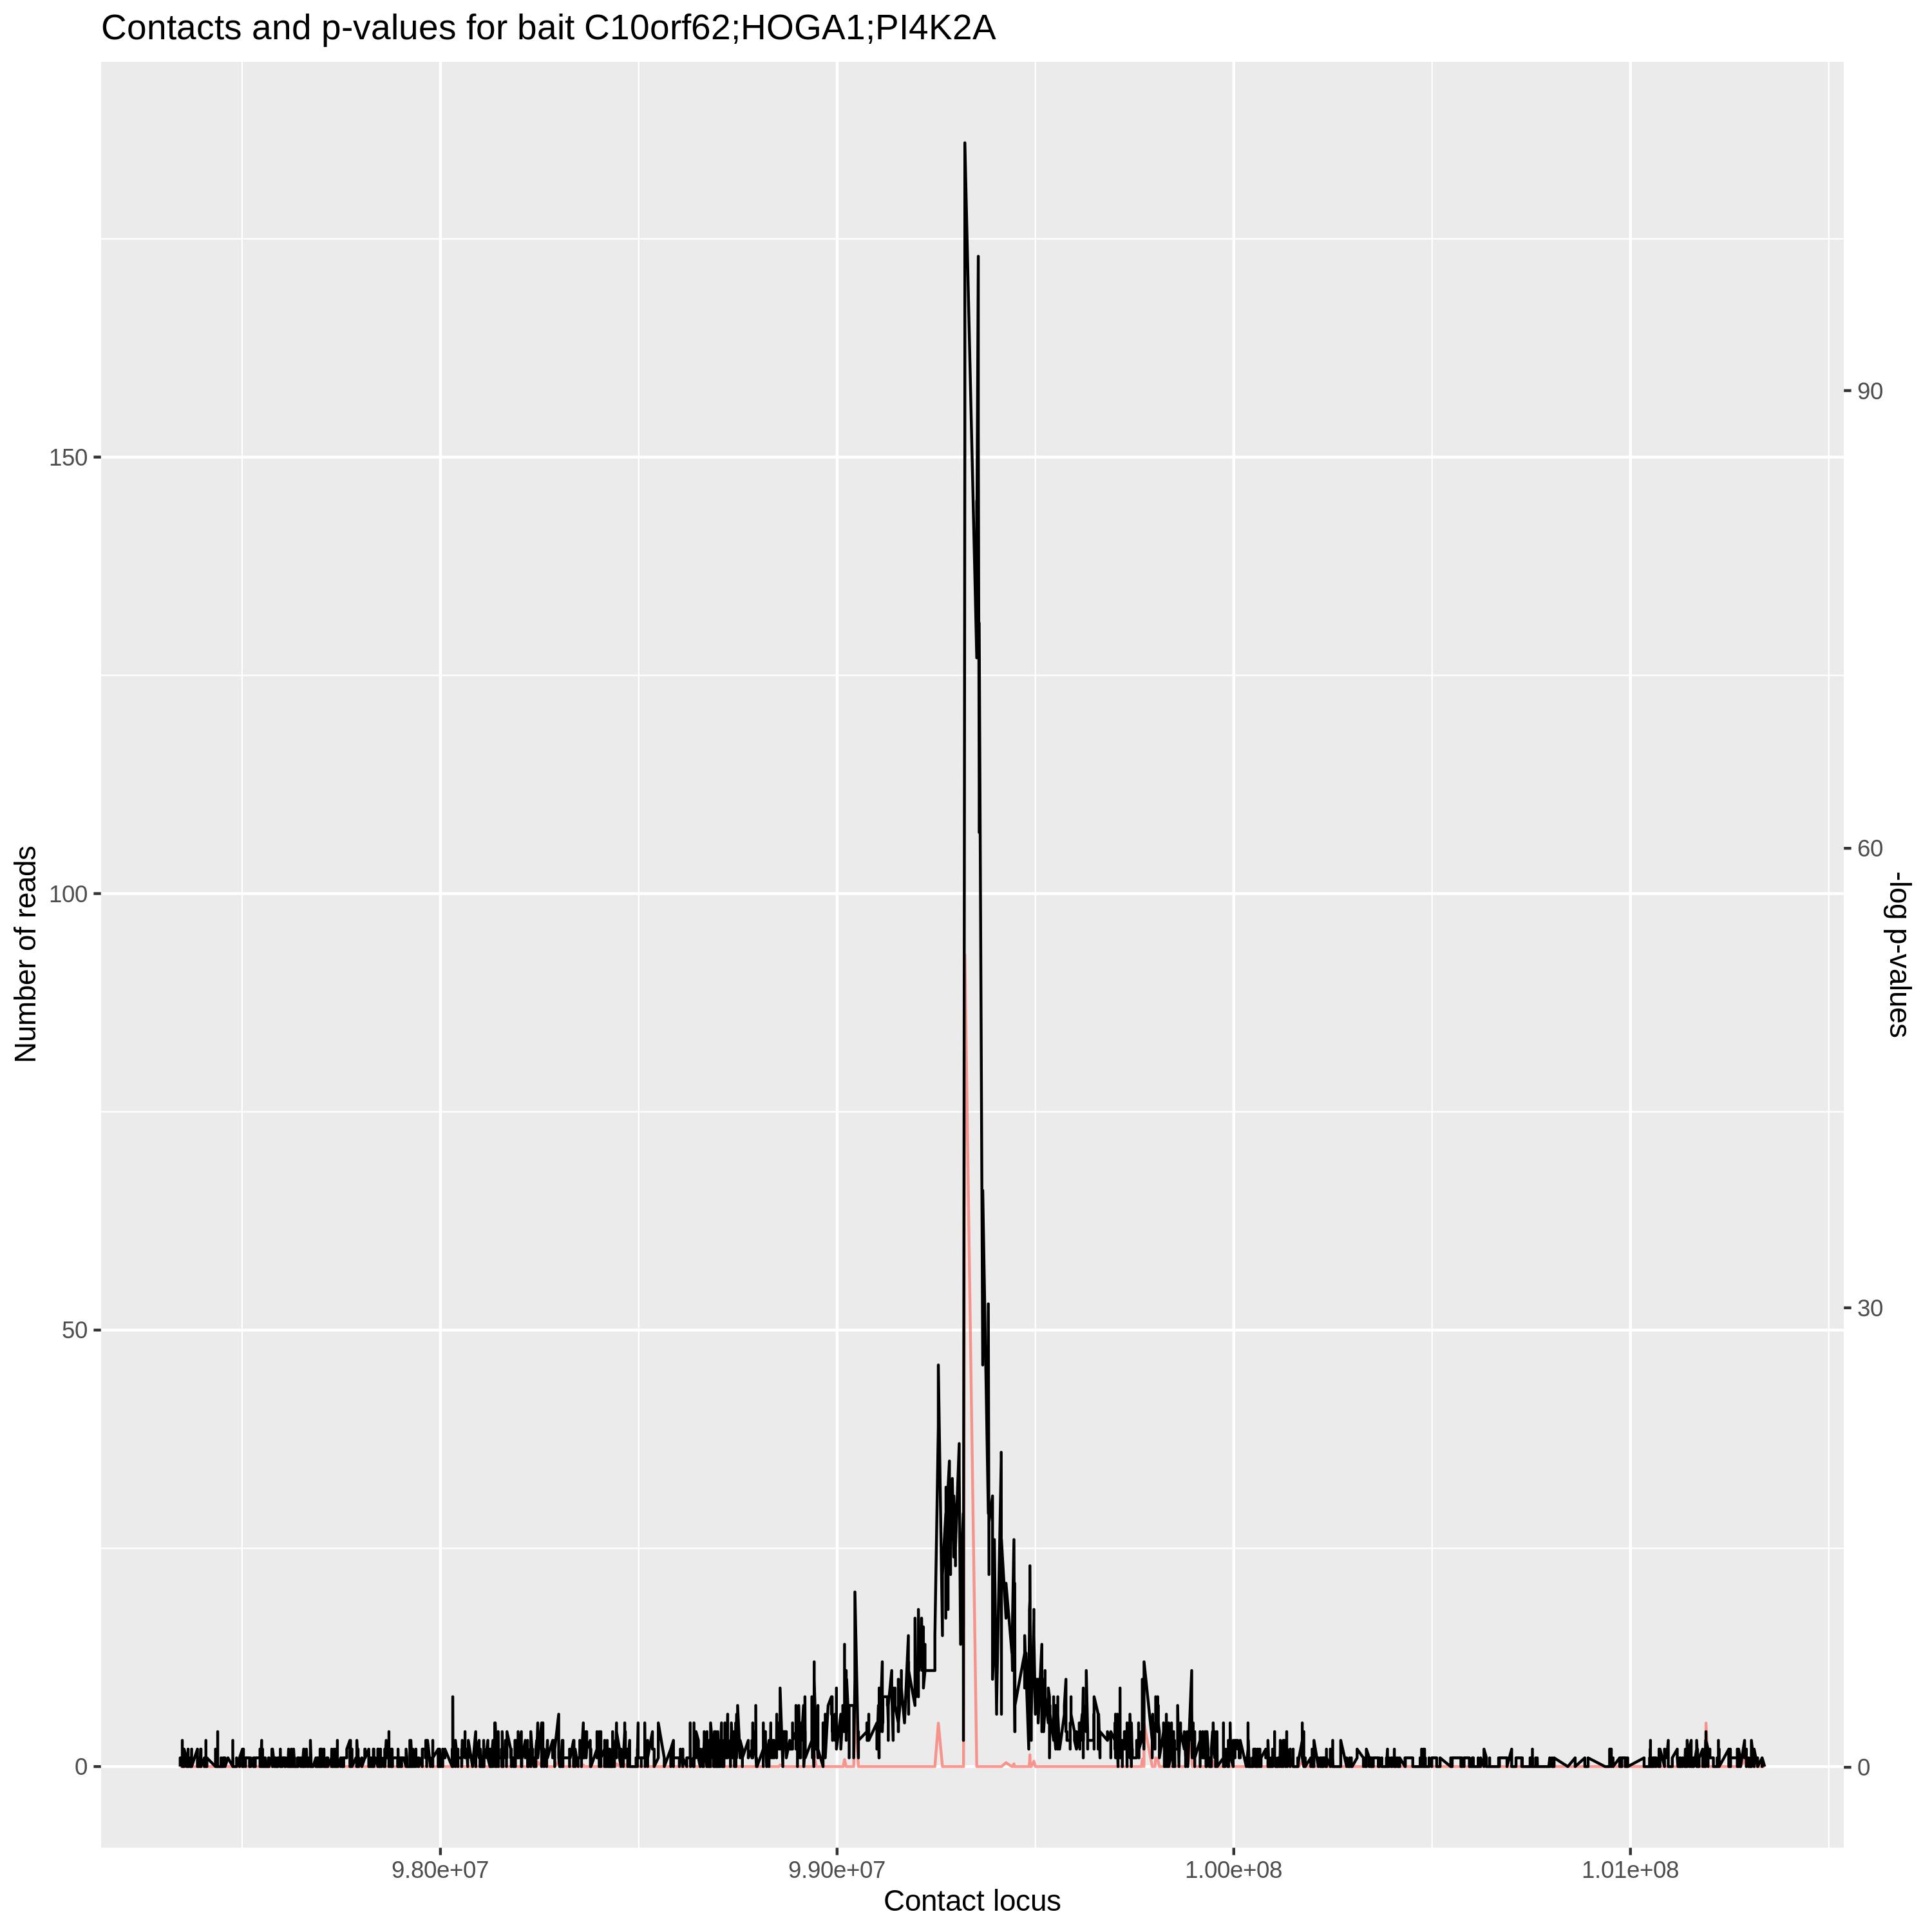 Contacts and p-values for bait C10orf62;HOGA1;PI4K2A
Number of reads
150
100
50
0
90
60
30
0
-log p-values
9.80e+07
9.90e+07
1.00e+08
1.01e+08
Contact locus